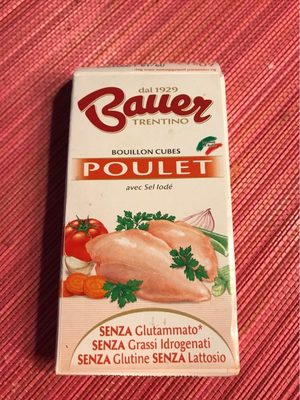 dal 1929
Bauer
TRENTINO
BOUILLON CUBES
POULET
avec Sel Iodé
SENZA Glutammato*
SENZA Grassi Idrogenati
SENZA Glutine SENZA Lattosio